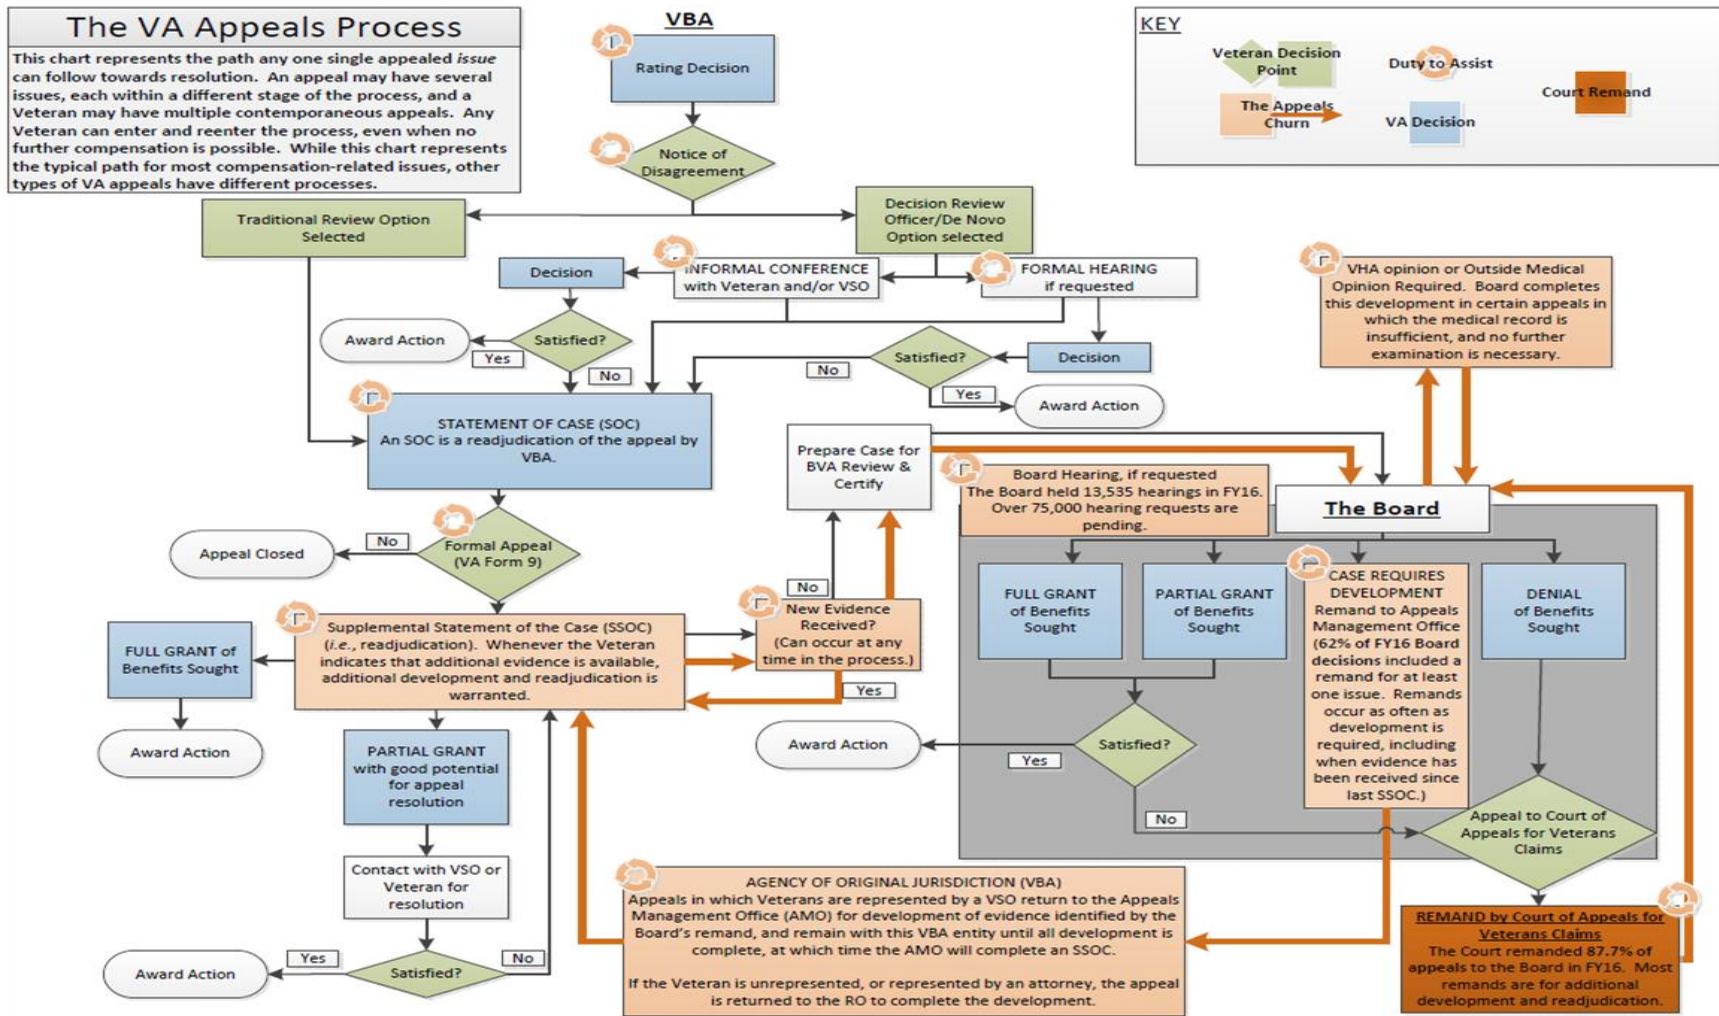 The VA Appeals Process
This chart represents the path any one single appealed issue
can follow towards resolution. An appeal may have several
issues, each within a different stage of the process, and a
Veteran may have multiple contemporaneous appeals. Any
Veteran can enter and reenter the process, even when no
further compensation is possible. While this chart represents
the typical path for most compensation-related issues, other
types of VA appeals have different processes.
VBA
Rating Decision
KEY
Veteran Decision
Point
Duty to Assist
Court Remand
The Appeals
Churn
VA Decision
Notice of
Disagreement
Traditional Review Option
Selected
Decision Review
Officer/De Novo
Option selected
Decision
INFORMAL CONFERENCE
with Veteran and/or VSO
FORMAL HEARING
if requested
VHA opinion or Outside Medical
Opinion Required. Board completes
this development in certain appeals in
which the medical record is
insufficient, and no further
examination is necessary.
Award Action
Yes
Satisfied?
No
Satisfied?
No
Decision
Yes
Award Action
STATEMENT OF CASE (SOC)
An SOC is a readjudication of the appeal by
VBA.
Prepare Case for
BVA Review &
Certify
Board Hearing, if requested
The Board held 13,535 hearings in FY16.
Over 75,000 hearing requests are
pending.
The Board
Appeal Closed
No
Formal Appeal
(VA Form 9)
No
New Evidence
Received?
(Can occur at any
time in the process.)
Yes
FULL GRANT of
Benefits Sought
Supplemental Statement of the Case (SSOC)
(i.e., readjudication). Whenever the Veteran
indicates that additional evidence is available,
additional development and readjudication is
warranted.
FULL GRANT
of Benefits
Sought
PARTIAL GRANT
of Benefits
Sought
CASE REQUIRES
DEVELOPMENT
Remand to Appeals
Management Office
(62% of FY16 Board
decisions included a
remand for at least
one issue. Remands
occur as often as
development is
required, including
when evidence has
been received since
last SSOC.)
DENIAL
of Benefits
Sought
Award Action
PARTIAL GRANT
with good potential
for appeal
resolution
Award Action
Yes
Satisfied?
No
Appeal to Court of
Appeals for Veterans
Claims
Contact with VSO or
Veteran for
resolution
Award Action
Yes
Satisfied?
No
AGENCY OF ORIGINAL JURISDICTION (VBA)
Appeals in which Veterans are represented by a VSO return to the Appeals
Management Office (AMO) for development of evidence identified by the
Board's remand, and remain with this VBA entity until all development is
complete, at which time the AMO will complete an SSOC.
If the Veteran is unrepresented, or represented by an attorney, the appeal
is returned to the RO to complete the development.
REMAND by Court of Appeals for
Veterans Claims
The Court remanded 87.7% of
appeals to the Board in FY16. Most
remands are for additional
development and readjudication.